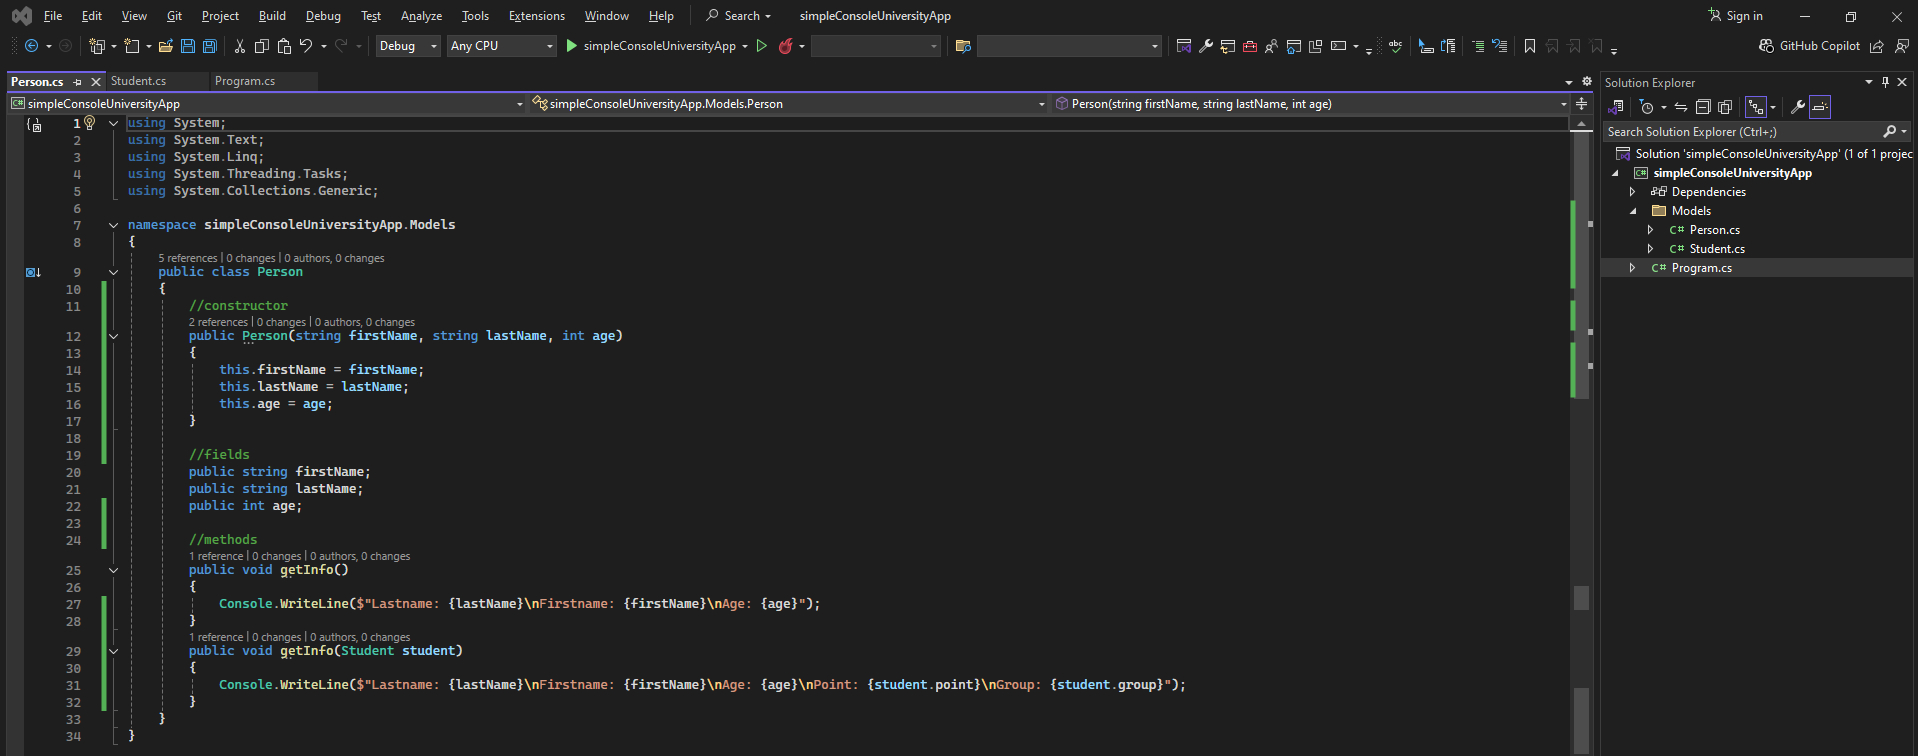 File Edit View Git Project Build Debug Test Analyze Tools Extensions Window Help Search simpleConsoleUniversityApp Sign in
Debug Any CPU simpleConsoleUniversityApp GitHub Copilot
Person.cs Student.cs Program.cs
simpleConsoleUniversityApp simpleConsoleUniversityApp.Models.Person Person(string firstName, string lastName, int age)
1 using System;
2 using System.Text;
3 using System.Linq;
4 using System.Threading.Tasks;
5 using System.Collections.Generic;
6
7 namespace simpleConsoleUniversityApp.Models
8 {
5 references | 0 changes | 0 authors, 0 changes
9 public class Person
10 {
11 //constructor
2 references | 0 changes | 0 authors, 0 changes
12 public Person(string firstName, string lastName, int age)
13 {
14 this.firstName = firstName;
15 this.lastName = lastName;
16 this.age = age;
17 }
18
19 //fields
20 public string firstName;
21 public string lastName;
22 public int age;
23
24 //methods
1 reference | 0 changes | 0 authors, 0 changes
25 public void getInfo()
26 {
27 Console.WriteLine($"Lastname: {lastName}\nFirstname: {firstName}\nAge: {age}");
28 }
1 reference | 0 changes | 0 authors, 0 changes
29 public void getInfo(Student student)
30 {
31 Console.WriteLine($"Lastname: {lastName}\nFirstname: {firstName}\nAge: {age}\nPoint: {student.point}\nGroup: {student.group}");
32 }
33 }
34 }
Solution Explorer
Search Solution Explorer (Ctrl+;)
Solution 'simpleConsoleUniversityApp' (1 of 1 projec
C# simpleConsoleUniversityApp
Dependencies
Models
C# Person.cs
C# Student.cs
C# Program.cs